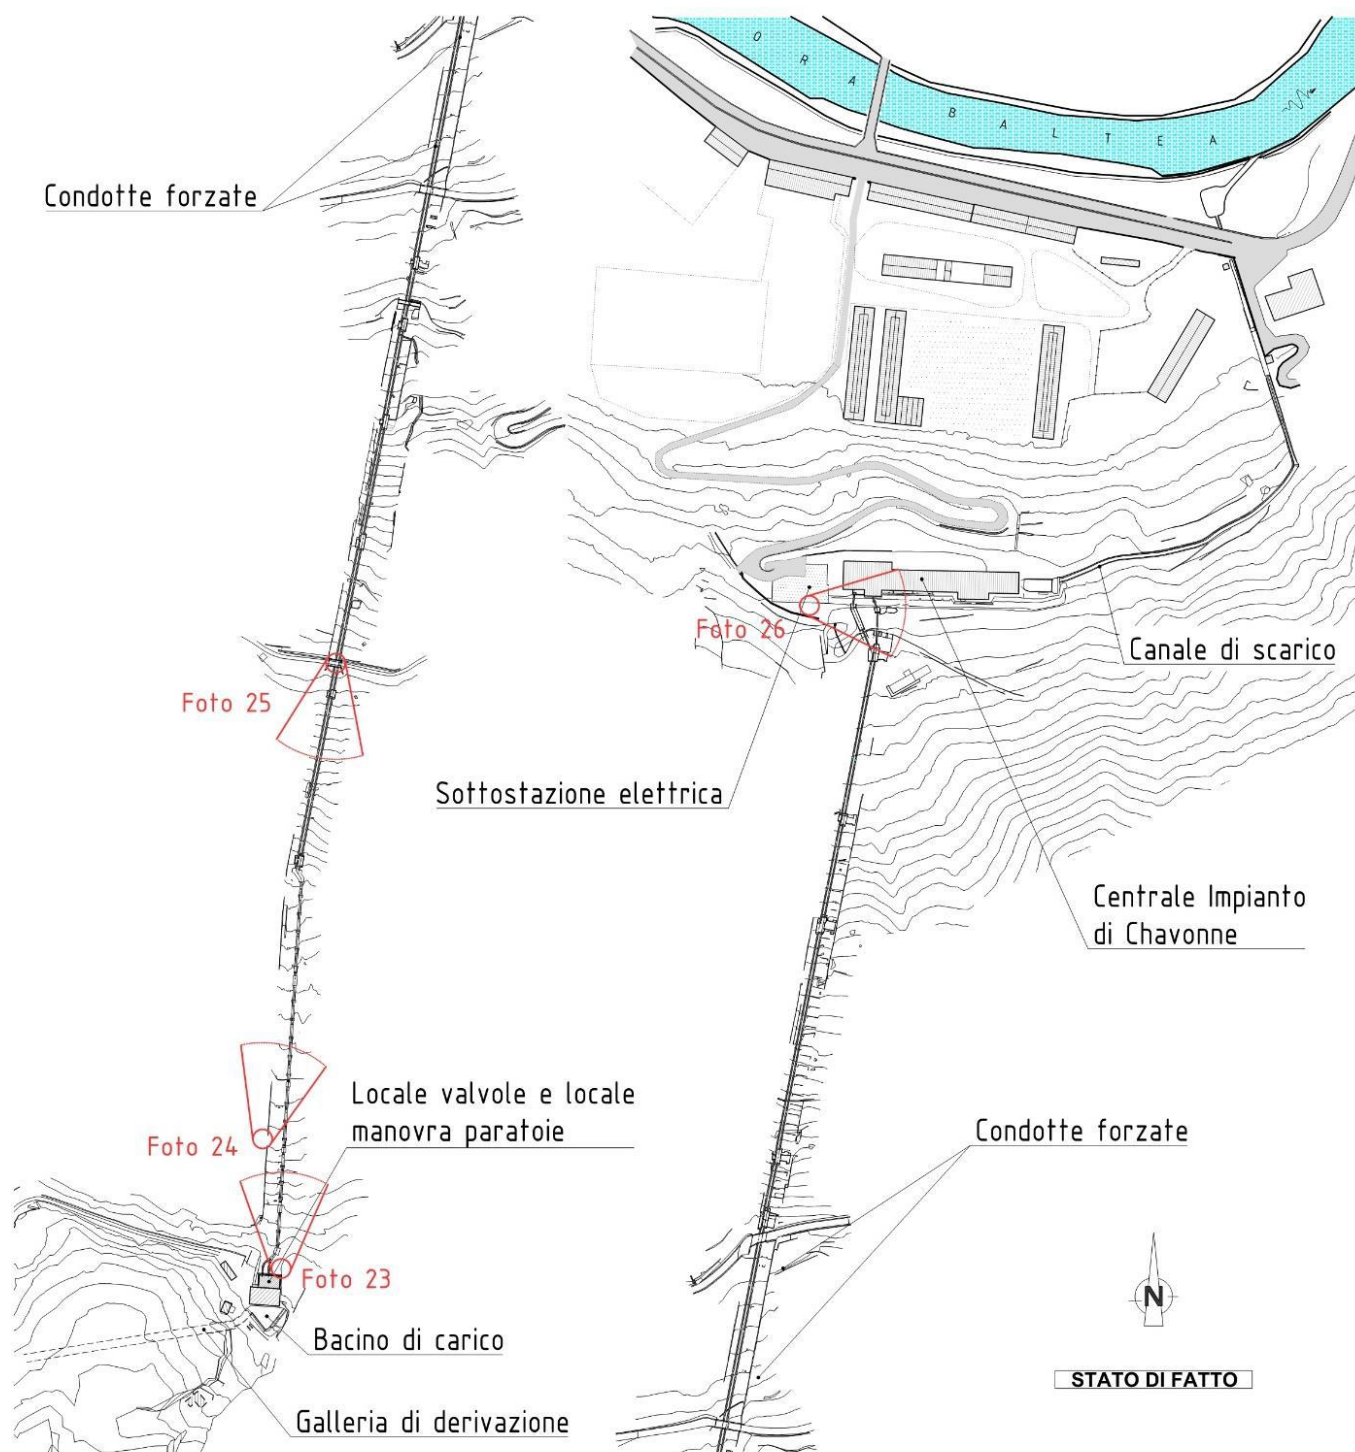 O R A B A L T E A
Condotte forzate
Foto 25
Foto 26
Canale di scarico
Sottostazione elettrica
Centrale Impianto
di Chavonne
Locale valvole e locale
manovra paratoie
Foto 24
Condotte forzate
Foto 23
Bacino di carico
Galleria di derivazione
N
STATO DI FATTO